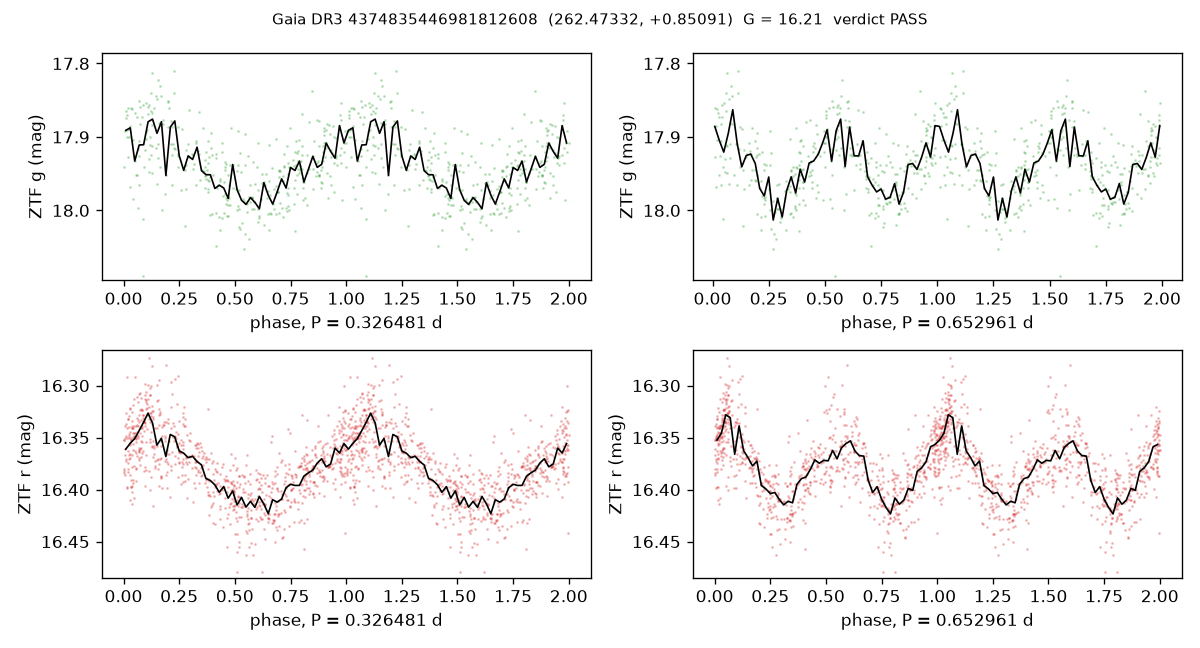 Gaia DR3 4374835446981812608 (262.47332, +0.85091) G = 16.21 verdict PASS
ZTF g (mag)
17.8
17.9
18.0
0.00 0.25 0.50 0.75 1.00 1.25 1.50 1.75 2.00
phase, P = 0.326481 d
ZTF g (mag)
17.8
17.9
18.0
0.00 0.25 0.50 0.75 1.00 1.25 1.50 1.75 2.00
phase, P = 0.652961 d
ZTF r (mag)
16.30
16.35
16.40
16.45
0.00 0.25 0.50 0.75 1.00 1.25 1.50 1.75 2.00
phase, P = 0.326481 d
ZTF r (mag)
16.30
16.35
16.40
16.45
0.00 0.25 0.50 0.75 1.00 1.25 1.50 1.75 2.00
phase, P = 0.652961 d